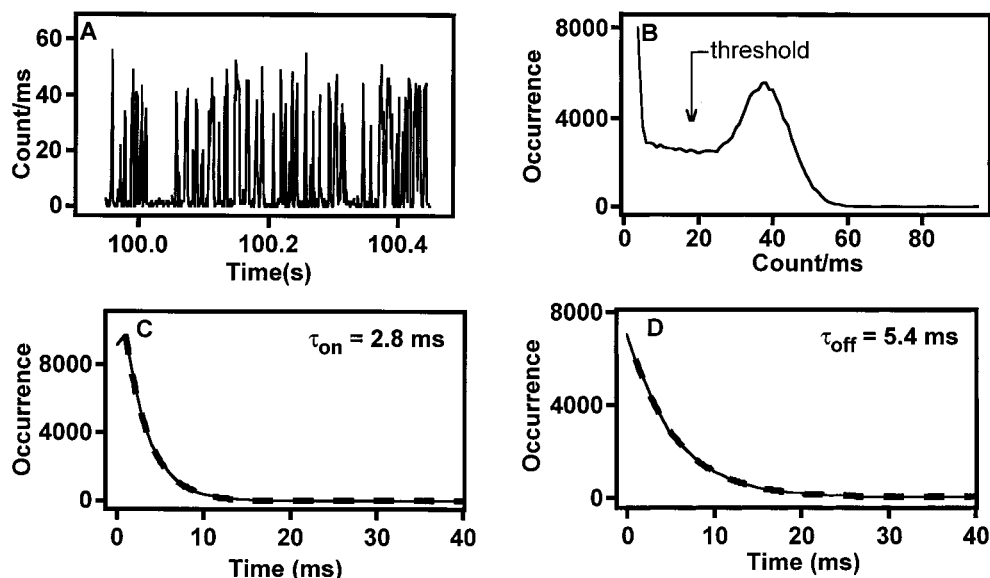 A
60
40
20
0
Count/ms
100.0 100.2 100.4
Time(s)
B
threshold
8000
4000
0
Occurrence
0 20 40 60 80
Count/ms
C
τon = 2.8 ms
8000
4000
0
Occurrence
0 10 20 30 40
Time (ms)
D
τoff = 5.4 ms
8000
4000
0
Occurrence
0 10 20 30 40
Time (ms)